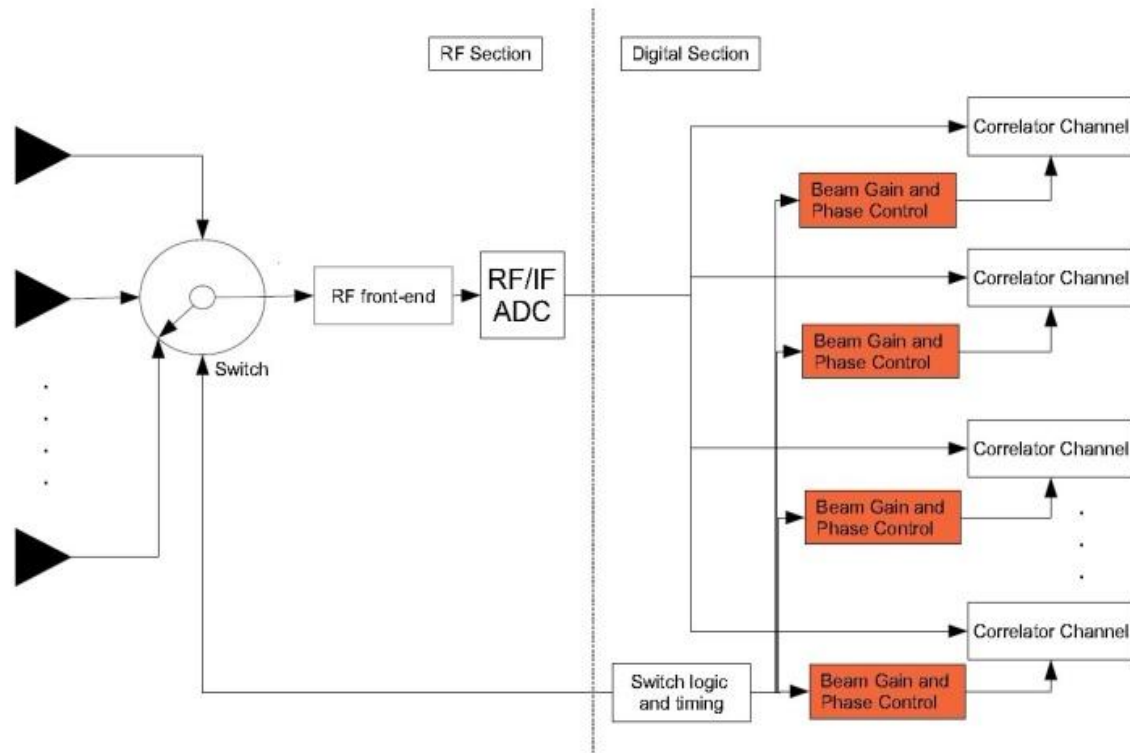 RF Section
Digital Section
Correlator Channel
Beam Gain and
Phase Control
Correlator Channel
RF front-end
RF/IF
ADC
Switch
Beam Gain and
Phase Control
Correlator Channel
Beam Gain and
Phase Control
Correlator Channel
Switch logic
and timing
Beam Gain and
Phase Control